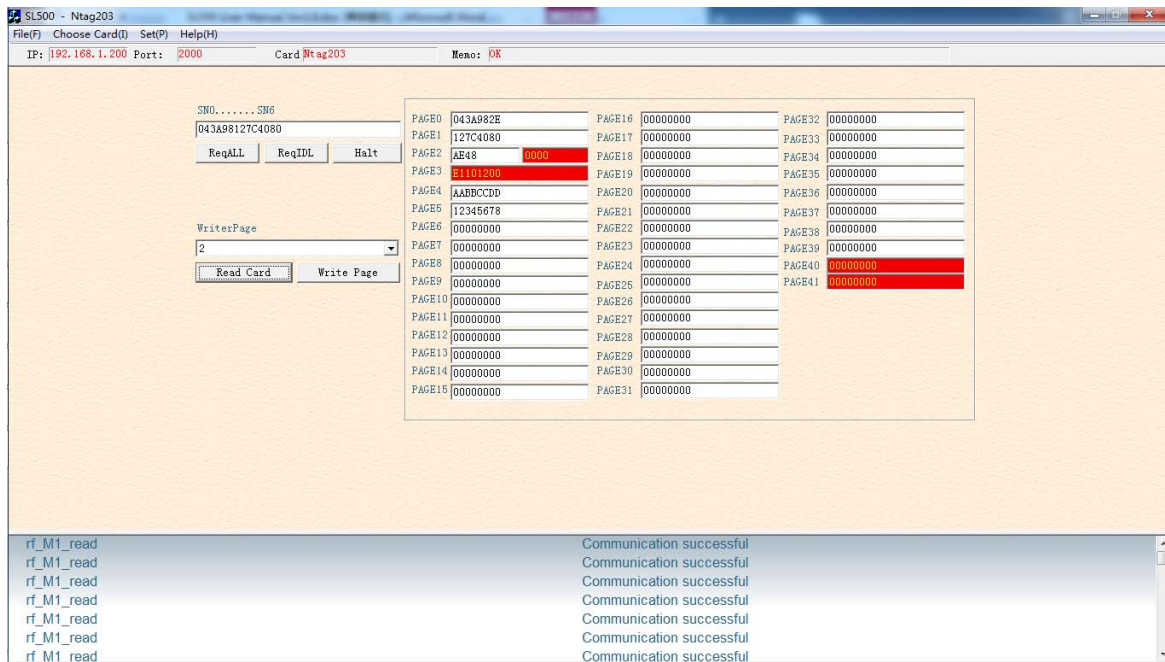 SL500 - Ntag203
File(F) Choose Card(I) Set(P) Help(H)
IP: 192.168.1.200 Port: 2000 Card Ntag203 Memo: OK
SN0.......SN6
043A98127C4080
ReqALL ReqIDL Halt
WriterPage
2
Read Card Write Page
PAGE0 043A982E
PAGE1 127C4080
PAGE2 AE48 0000
PAGE3 E1101200
PAGE4 AABBCCDD
PAGE5 12345678
PAGE6 00000000
PAGE7 00000000
PAGE8 00000000
PAGE9 00000000
PAGE10 00000000
PAGE11 00000000
PAGE12 00000000
PAGE13 00000000
PAGE14 00000000
PAGE15 00000000
PAGE16 00000000
PAGE17 00000000
PAGE18 00000000
PAGE19 00000000
PAGE20 00000000
PAGE21 00000000
PAGE22 00000000
PAGE23 00000000
PAGE24 00000000
PAGE25 00000000
PAGE26 00000000
PAGE27 00000000
PAGE28 00000000
PAGE29 00000000
PAGE30 00000000
PAGE31 00000000
PAGE32 00000000
PAGE33 00000000
PAGE34 00000000
PAGE35 00000000
PAGE36 00000000
PAGE37 00000000
PAGE38 00000000
PAGE39 00000000
PAGE40 00000000
PAGE41 00000000
rf_M1_read Communication successful
rf_M1_read Communication successful
rf_M1_read Communication successful
rf_M1_read Communication successful
rf_M1_read Communication successful
rf_M1_read Communication successful
rf_M1_read Communication successful